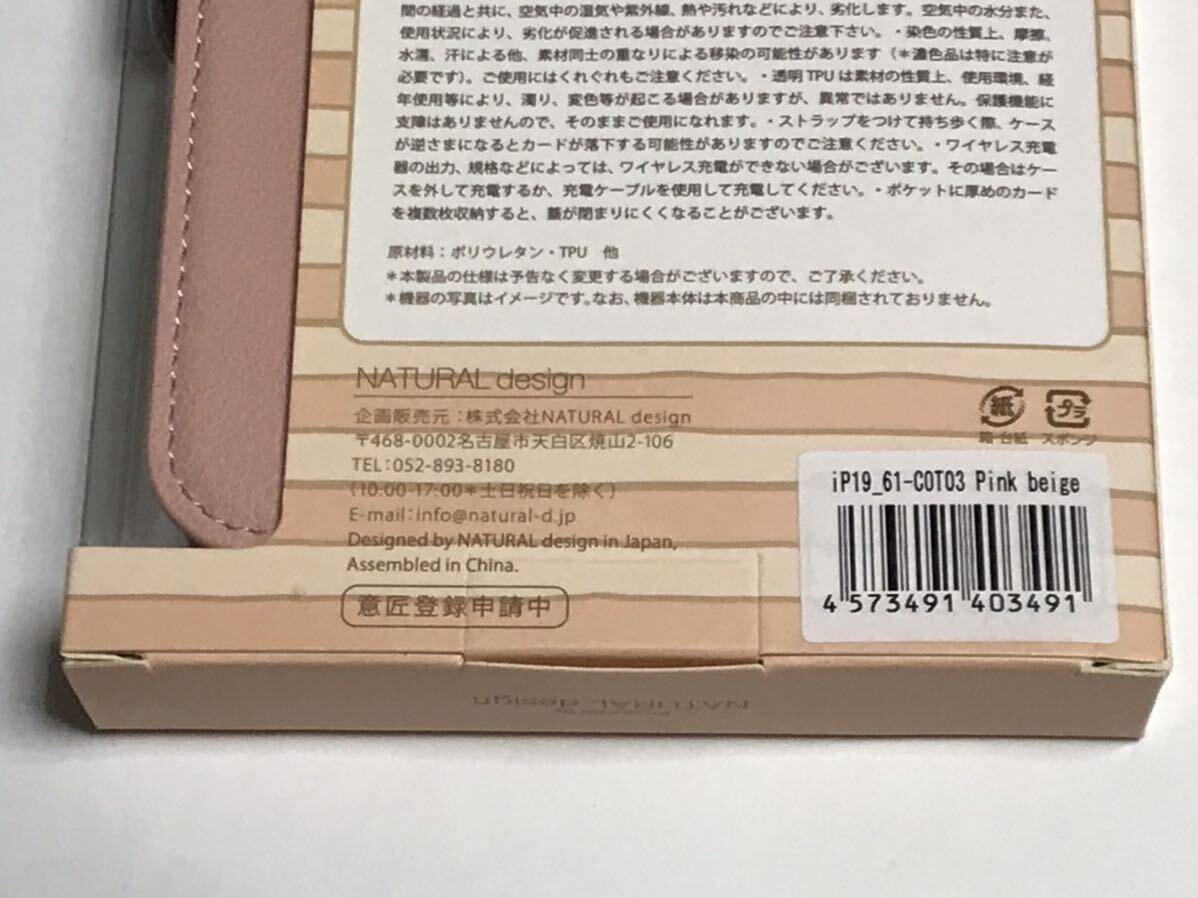 間の経過と共に、空気中の湿気や紫外線、熱や汚れなどにより、劣化します。空気中の水分また、
使用状況により、劣化が促進される場合がありますのでご注意下さい。・染色の性質上、摩擦、
水濡、汗による他、素材同士の重なりによる移染の可能性があります（＊濃色品は特に注意が
必要です）。ご使用にはくれぐれもご注意ください。・透明TPUは素材の性質上、使用環境、経
年使用等により、濁り、変色等が起こる場合がありますが、異常ではありません。保護機能に
支障はありませんので、そのままご使用になれます。・ストラップをつけて持ち歩く際、ケース
が逆さまになるとカードが落下する可能性がありますのでご注意ください。・ワイヤレス充電
器の出力、規格などによっては、ワイヤレス充電ができない場合がございます。その場合はケー
スを外して充電するか、充電ケーブルを使用して充電してください。・ポケットに厚めのカード
を複数枚収納すると、蓋が閉まりにくくなることがございます。
原材料：ポリウレタン・TPU　他
＊本製品の仕様は予告なく変更する場合がございますので、ご了承ください。
＊機器の写真はイメージです。なお、機器本体は本商品の中には同梱されておりません。
NATURAL design
企画販売元：株式会社NATURAL design
〒468-0002名古屋市天白区焼山2-106
TEL：052-893-8180
(10:00-17:00＊土日祝日を除く)
E-mail：info@natural-d.jp
Designed by NATURAL design in Japan,
Assembled in China.
意匠登録申請中
紙
箱・台紙
プラ
スポンジ
iP19_61-COT03 Pink beige
4 573491 403491
NATURAL design